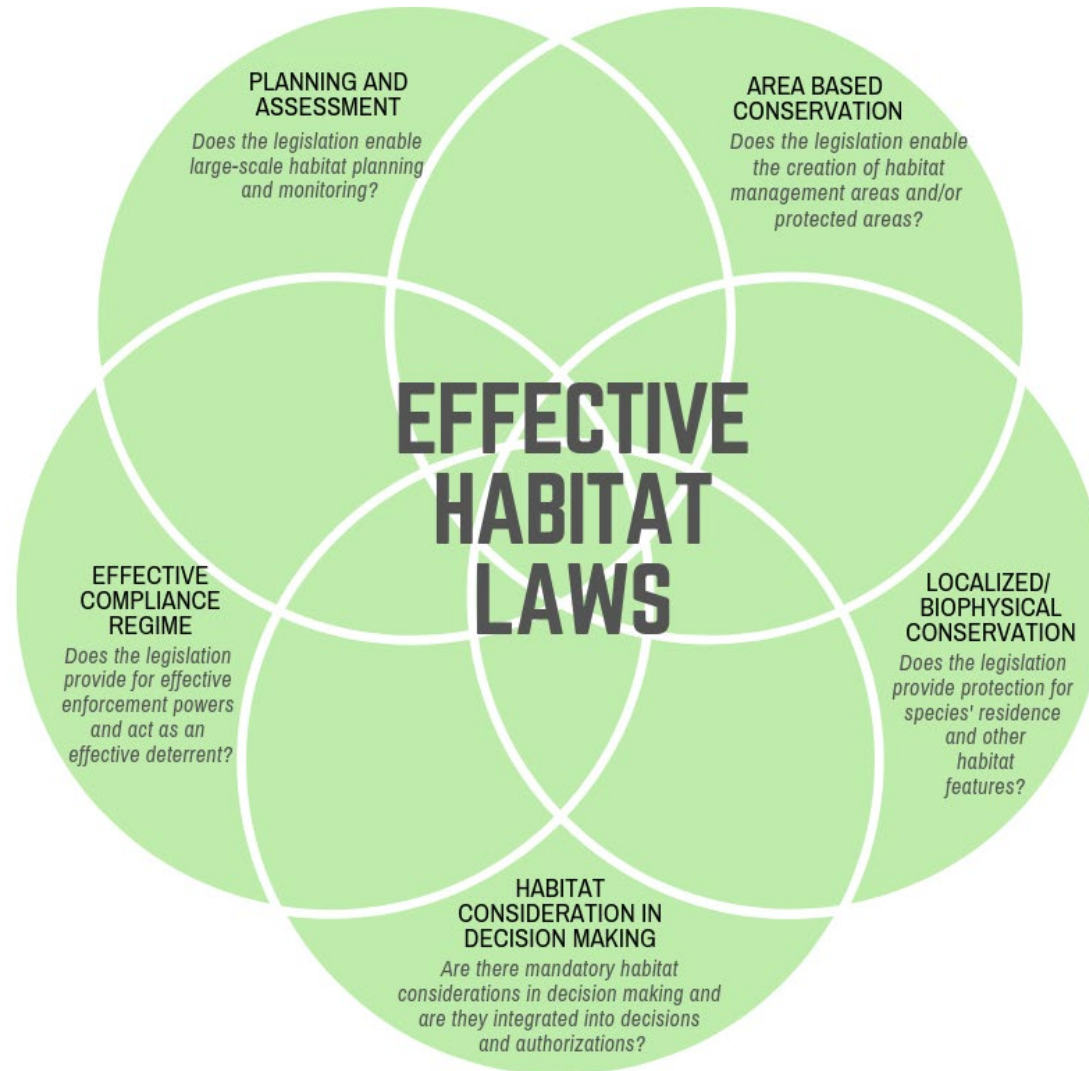 PLANNING AND
ASSESSMENT
Does the legislation enable
large-scale habitat planning
and monitoring?
AREA BASED
CONSERVATION
Does the legislation enable
the creation of habitat
management areas and/or
protected areas?
EFFECTIVE
HABITAT
LAWS
EFFECTIVE
COMPLIANCE
REGIME
Does the legislation
provide for effective
enforcement powers
and act as an
effective deterrent?
LOCALIZED/
BIOPHYSICAL
CONSERVATION
Does the legislation
provide protection for
species' residence
and other
habitat
features?
HABITAT
CONSIDERATION IN
DECISION MAKING
Are there mandatory habitat
considerations in decision making and
are they integrated into decisions
and authorizations?